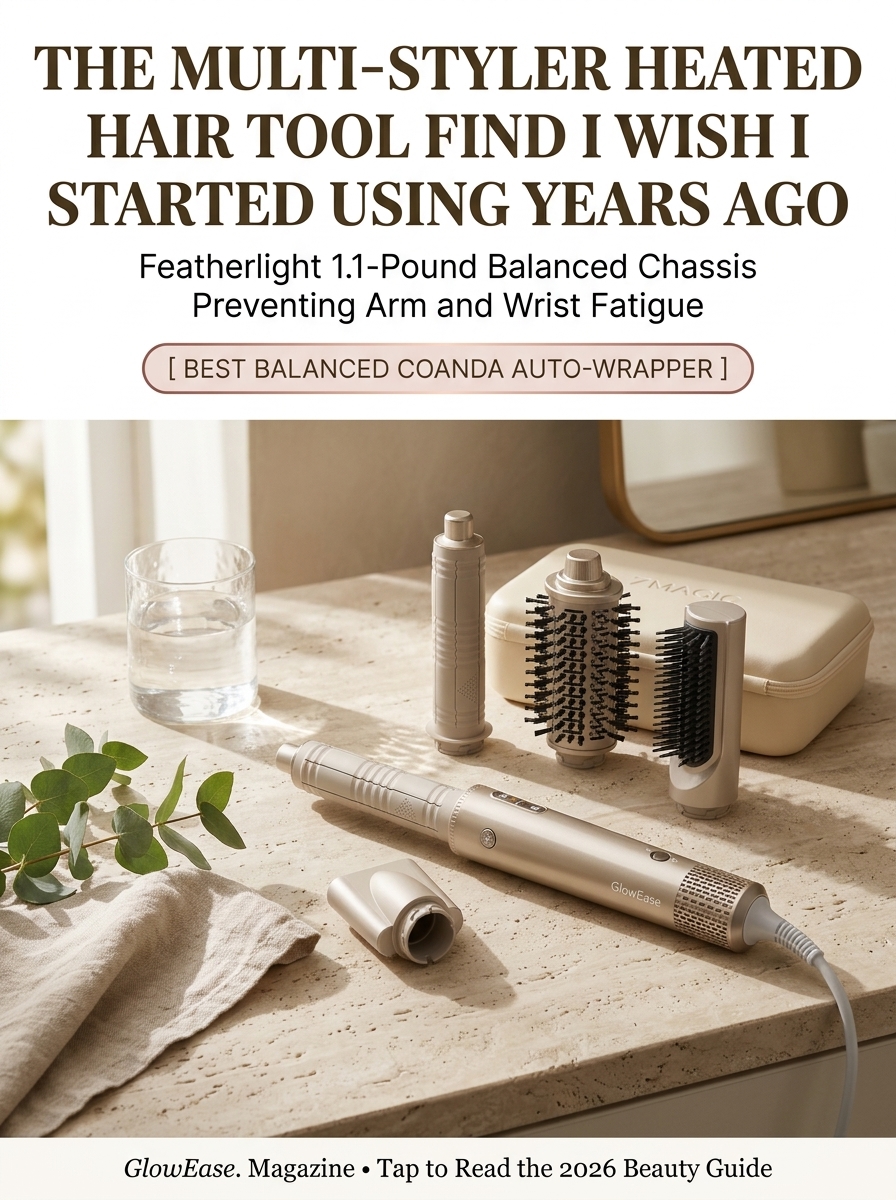 THE MULTI-STYLER HEATED
HAIR TOOL FIND I WISH I
STARTED USING YEARS AGO
Featherlight 1.1-Pound Balanced Chassis
Preventing Arm and Wrist Fatigue
[ BEST BALANCED COANDA AUTO-WRAPPER ]
7MAGIC
GlowEase
GlowEase. Magazine • Tap to Read the 2026 Beauty Guide